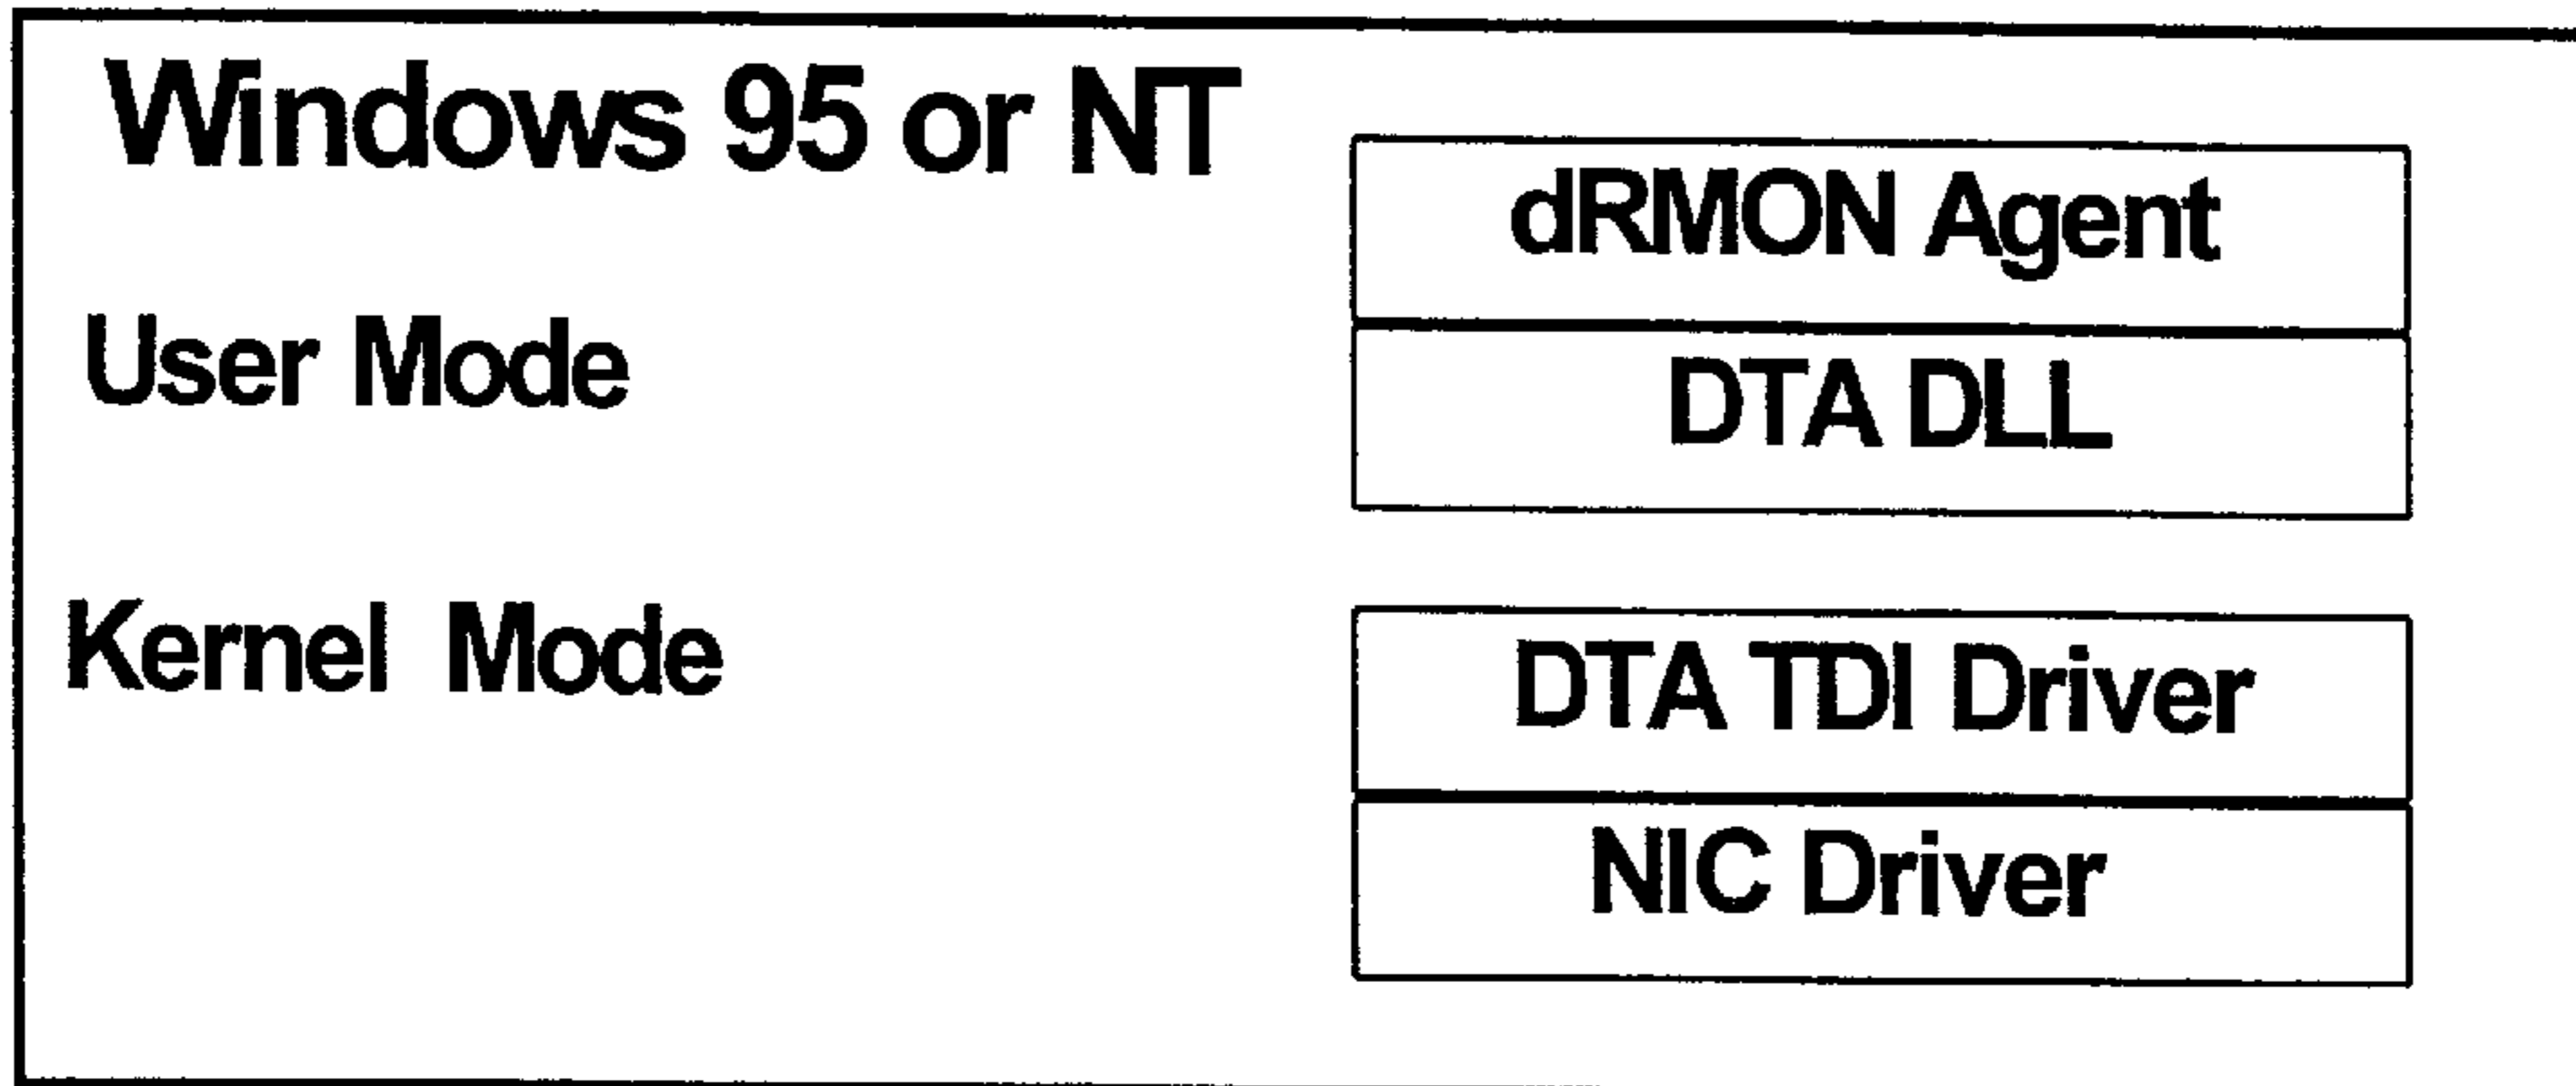 Windows 95 or NT
dRMON Agent
User Mode
DTA DLL
Kernel Mode
DTA TDI Driver
NIC Driver